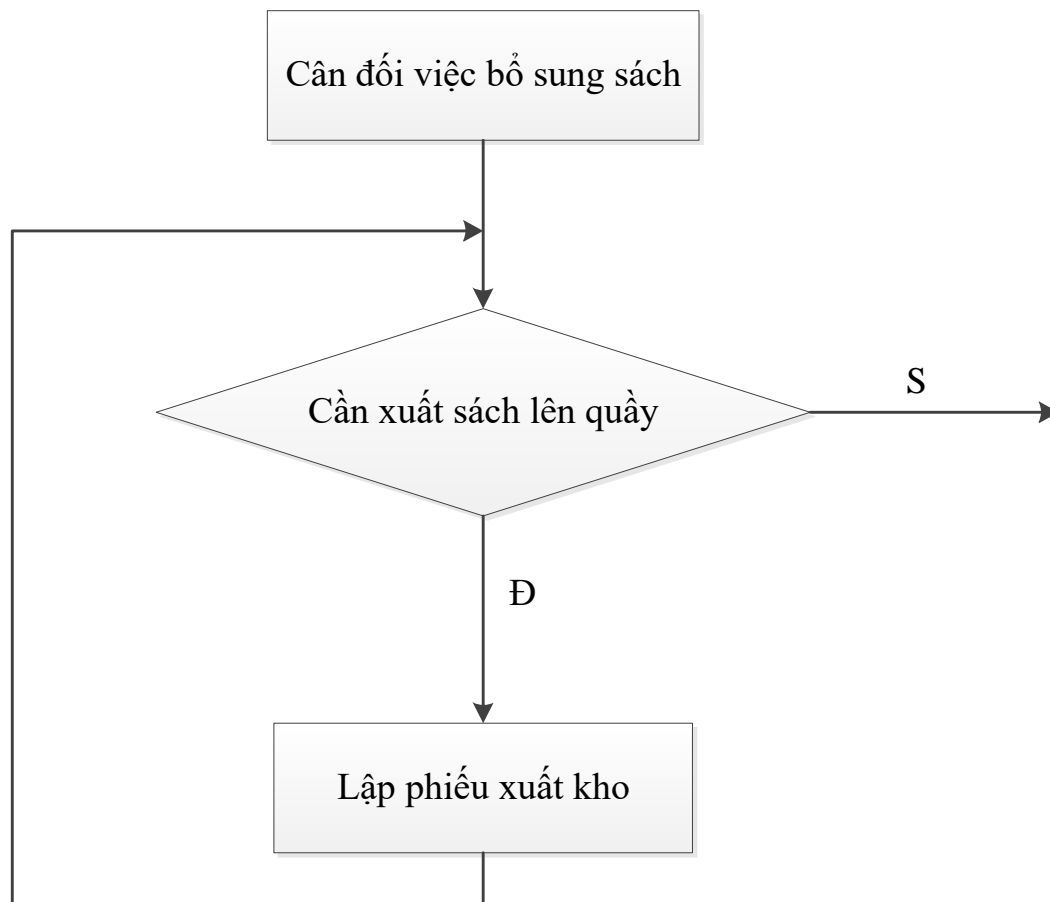 Cân đối việc bổ sung sách
Cần xuất sách lên quầy
S
Đ
Lập phiếu xuất kho